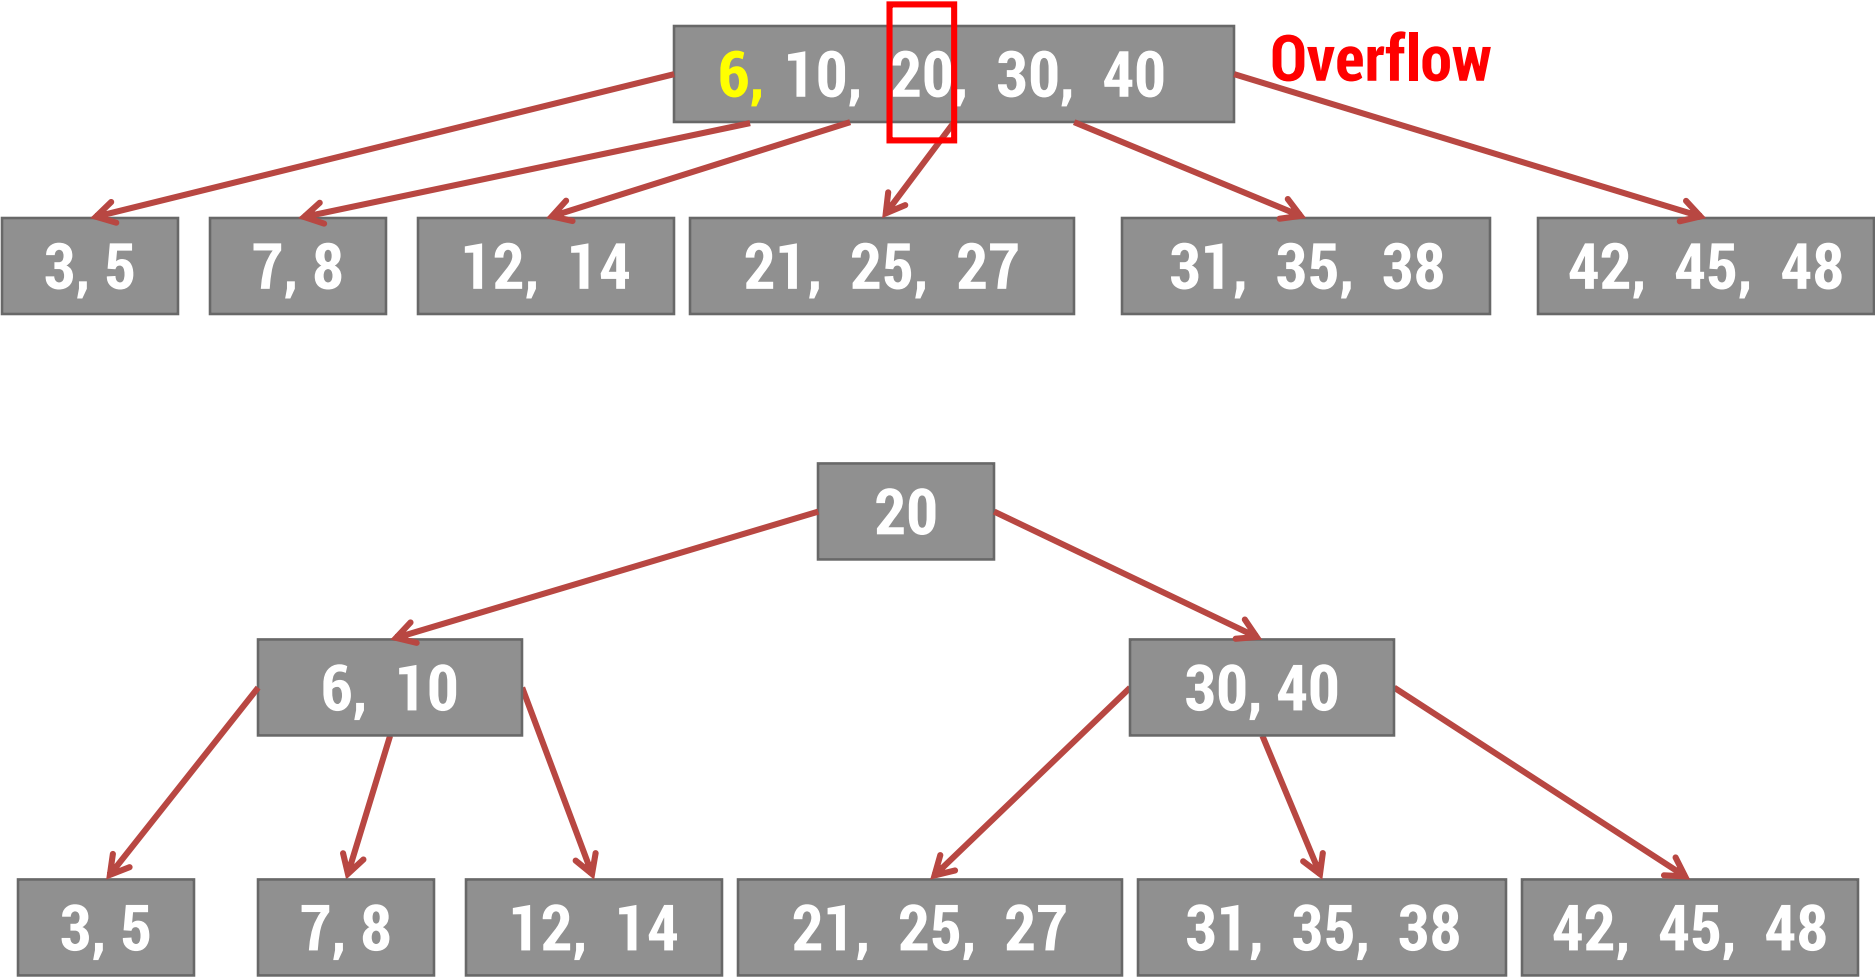 6, 10, 20, 30, 40
Overflow
3, 5
7, 8
12, 14
21, 25, 27
31, 35, 38
42, 45, 48
20
6, 10
30, 40
3, 5
7, 8
12, 14
21, 25, 27
31, 35, 38
42, 45, 48